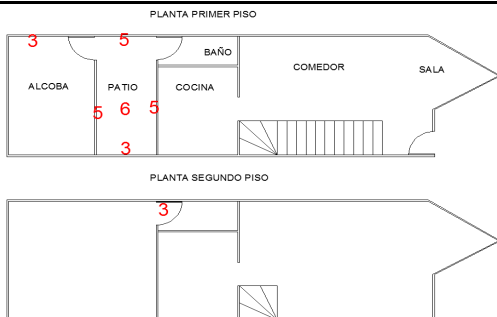 PLANTA PRIMER PISO
3 5
BAÑO
COMEDOR
SALA
ALCOBA PATIO COCINA
5 6 5
3
PLANTA SEGUNDO PISO
3